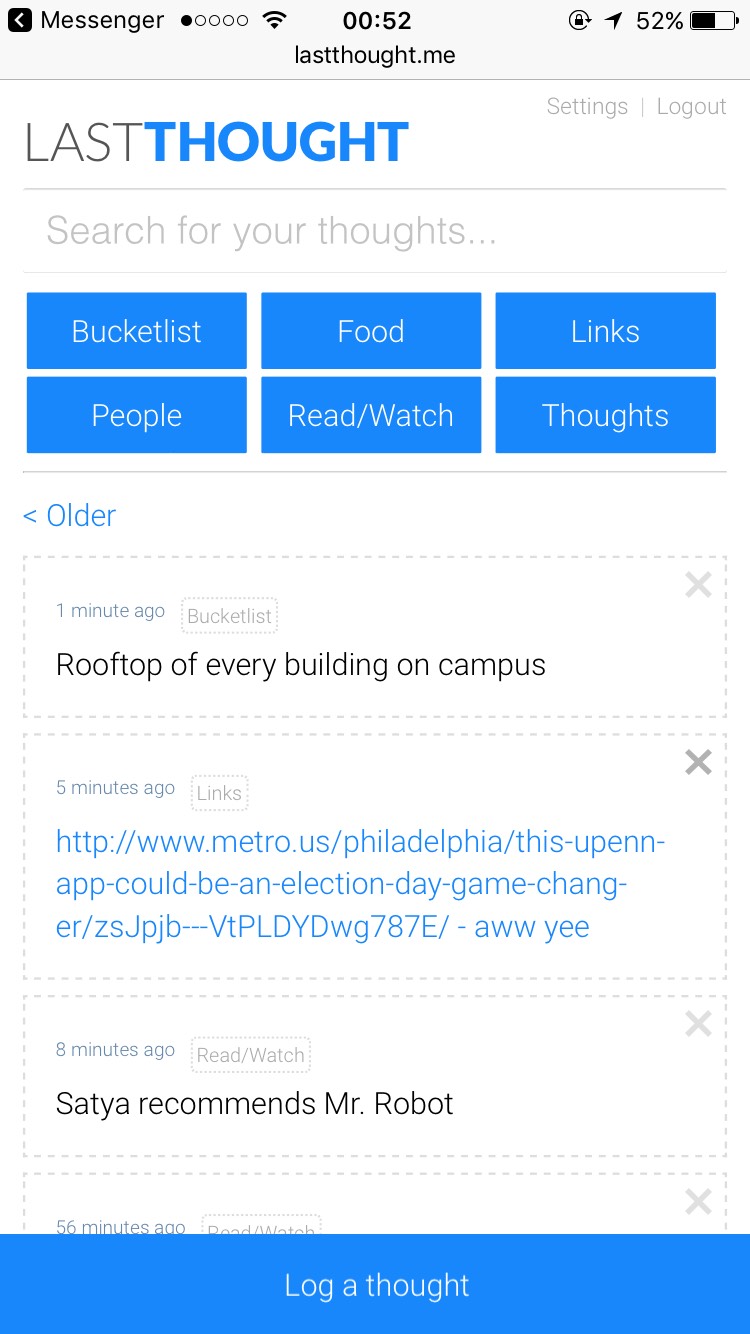 Messenger 00:52 52%
lastthought.me
Settings | Logout
LASTTHOUGHT
Search for your thoughts...
Bucketlist Food Links
People Read/Watch Thoughts
< Older
1 minute ago Bucketlist
Rooftop of every building on campus
5 minutes ago Links
http://www.metro.us/philadelphia/this-upenn-
app-could-be-an-election-day-game-chang-
er/zsJpjb---VtPLDYDwg787E/ - aww yee
8 minutes ago Read/Watch
Satya recommends Mr. Robot
56 minutes ago Read/Watch
Log a thought